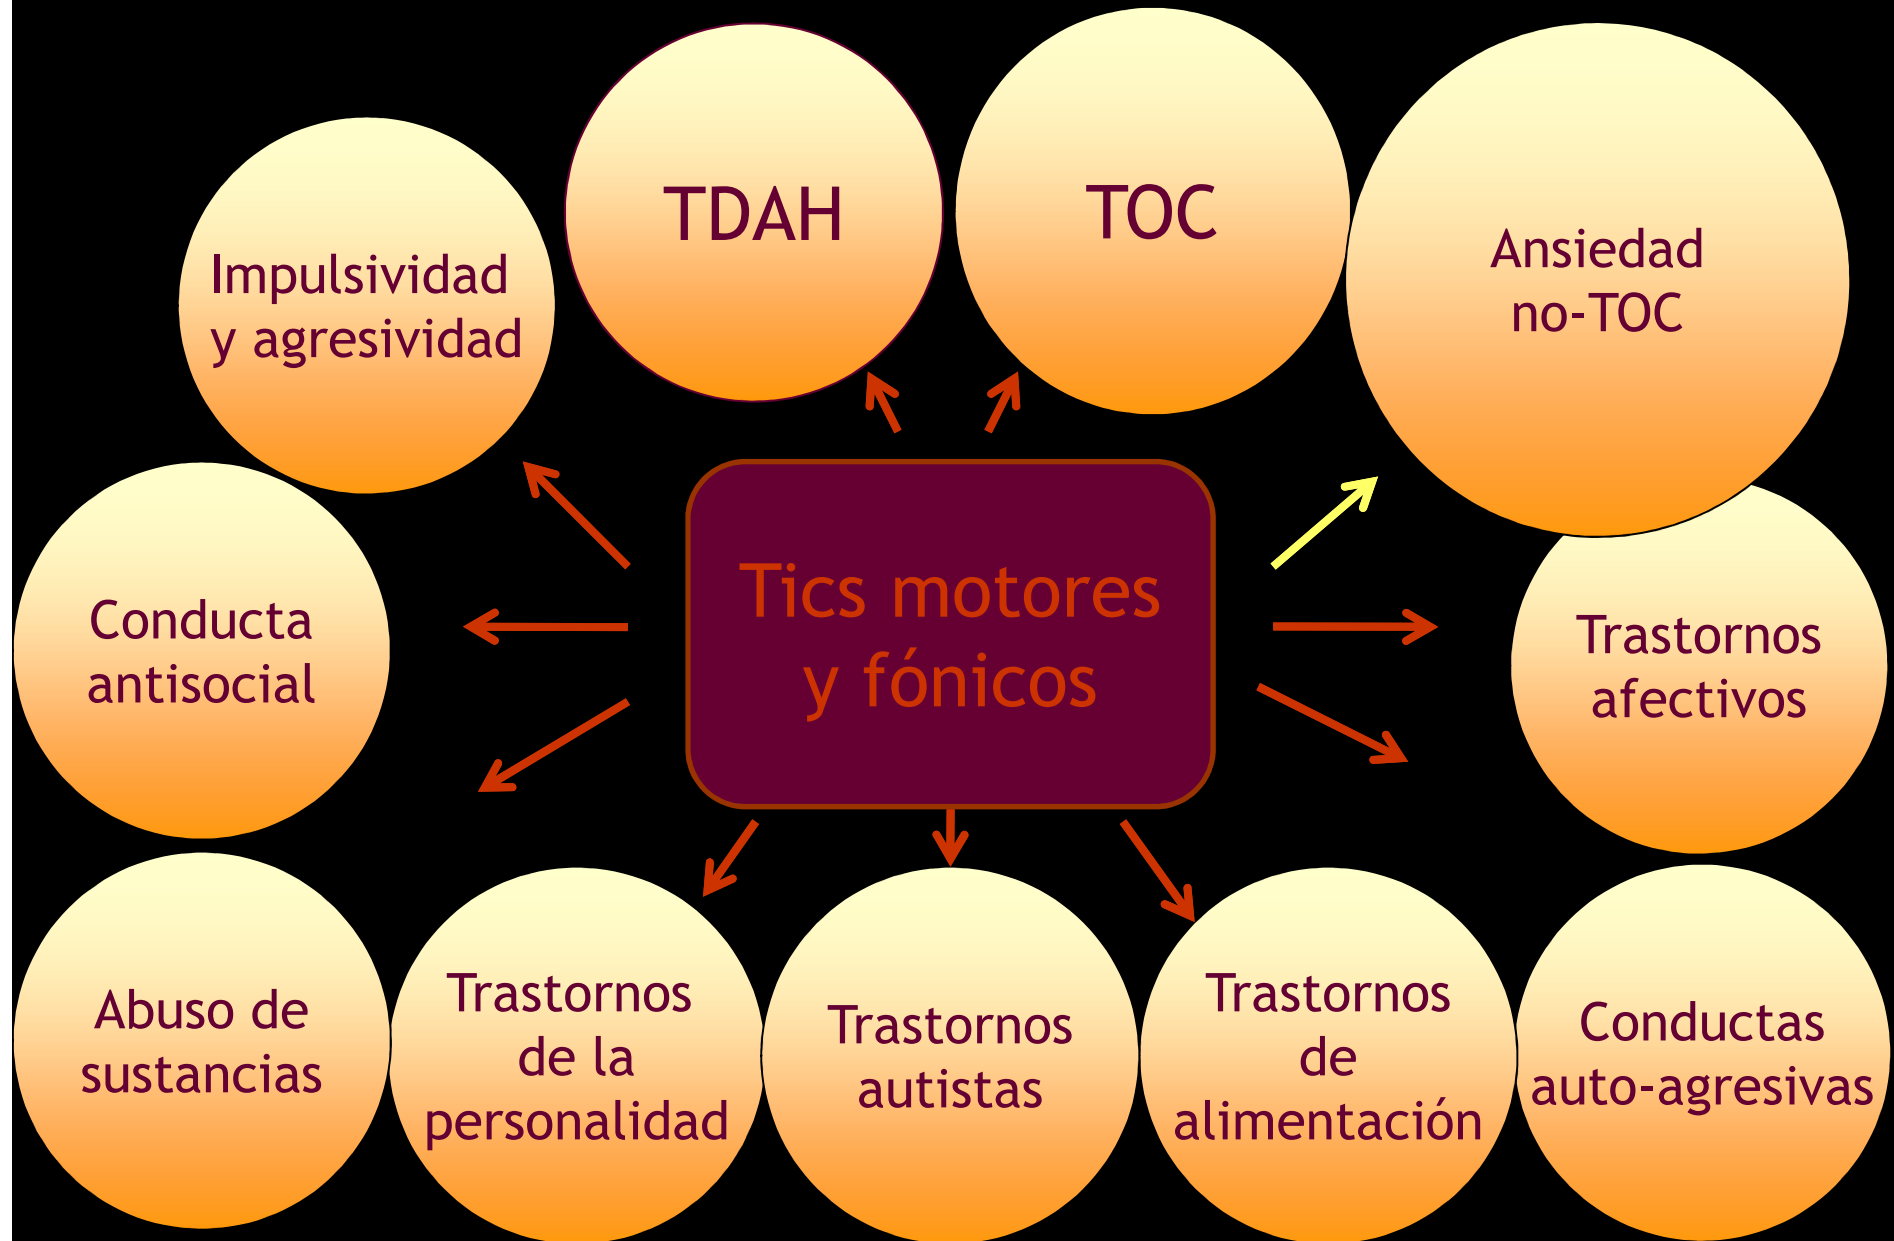 TDAH
TOC
Ansiedad
no-TOC
Impulsividad
y agresividad
Tics motores
y fónicos
Conducta
antisocial
Trastornos
afectivos
Abuso de
sustancias
Trastornos
de la
personalidad
Trastornos
autistas
Trastornos
de
alimentación
Conductas
auto-agresivas